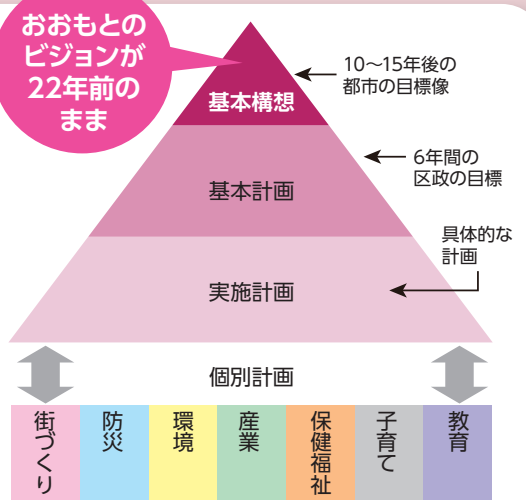 おおもとの
ビジョンが
22年前の
まま
基本構想
10〜15年後の
都市の目標像
基本計画
6年間の
区政の目標
実施計画
具体的な
計画
個別計画
街づくり
防災
環境
産業
保健福祉
子育て
教育